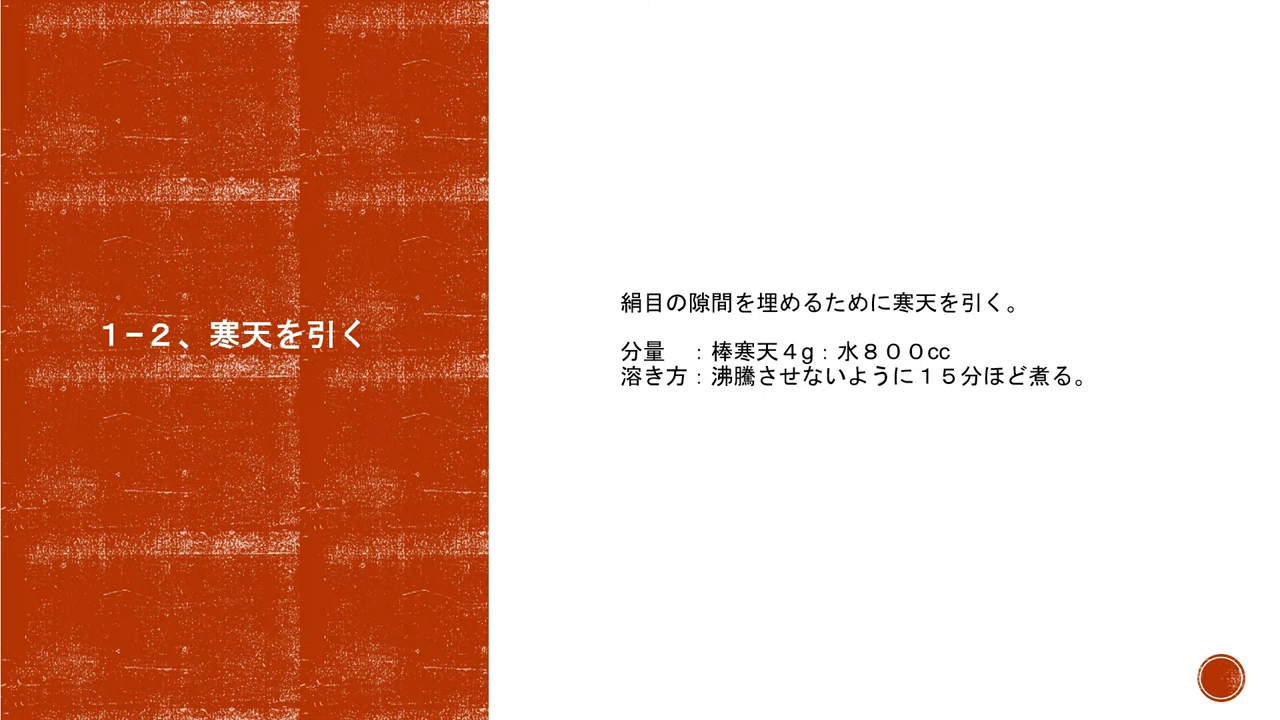 １−２、寒天を引く
絹目の隙間を埋めるために寒天を引く。
分量　：棒寒天４g：水８００cc
溶き方：沸騰させないように１５分ほど煮る。